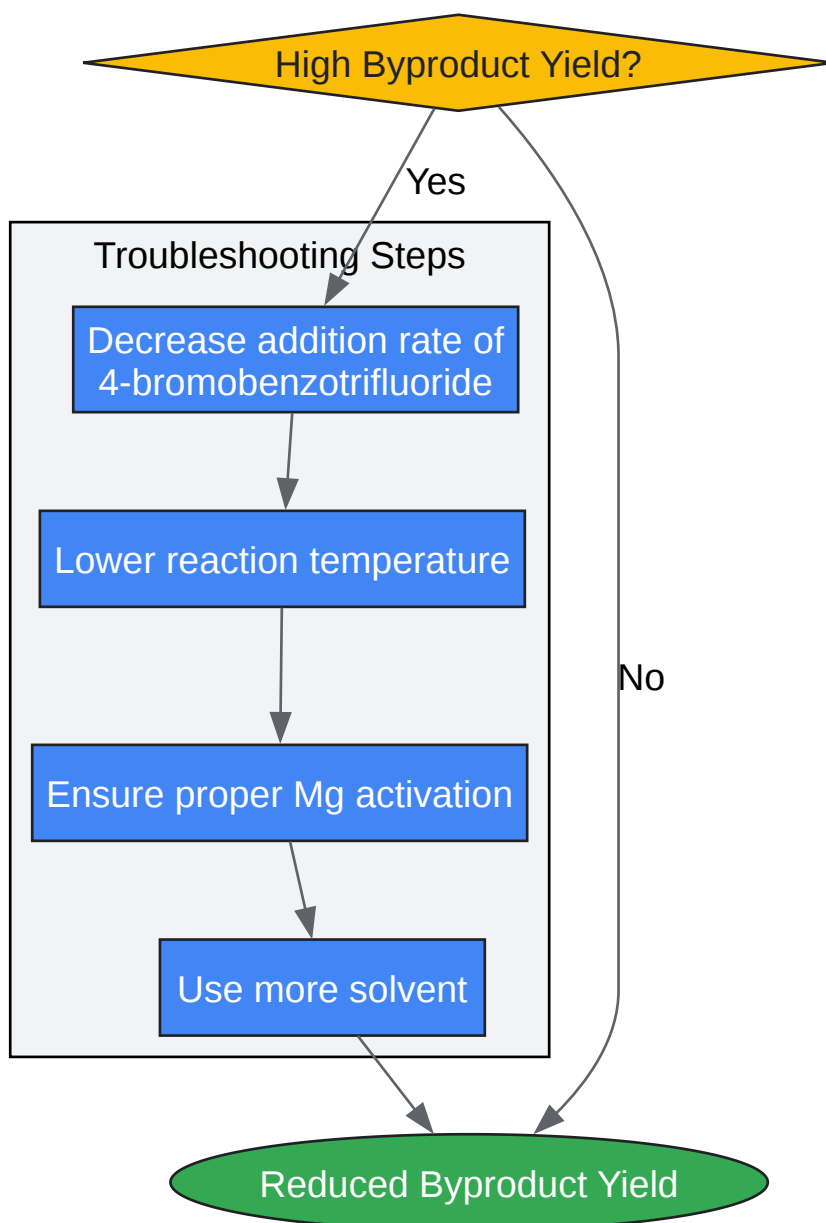 High Byproduct Yield?
Yes
Troubleshooting Steps
Decrease addition rate of
4-bromobenzotrifluoride
Lower reaction temperature
No
Ensure proper Mg activation
Use more solvent
Reduced Byproduct Yield